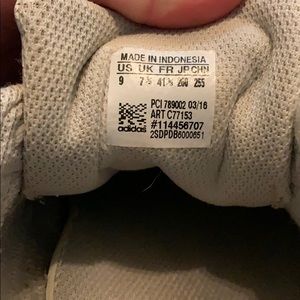 MADE IN INDONESIA
US UK FR JP CHN
9 7½ 41⅓ 260 255
PCI 789002 03/16
ART C77153
#114456707
2SDPDB6000651
adidas